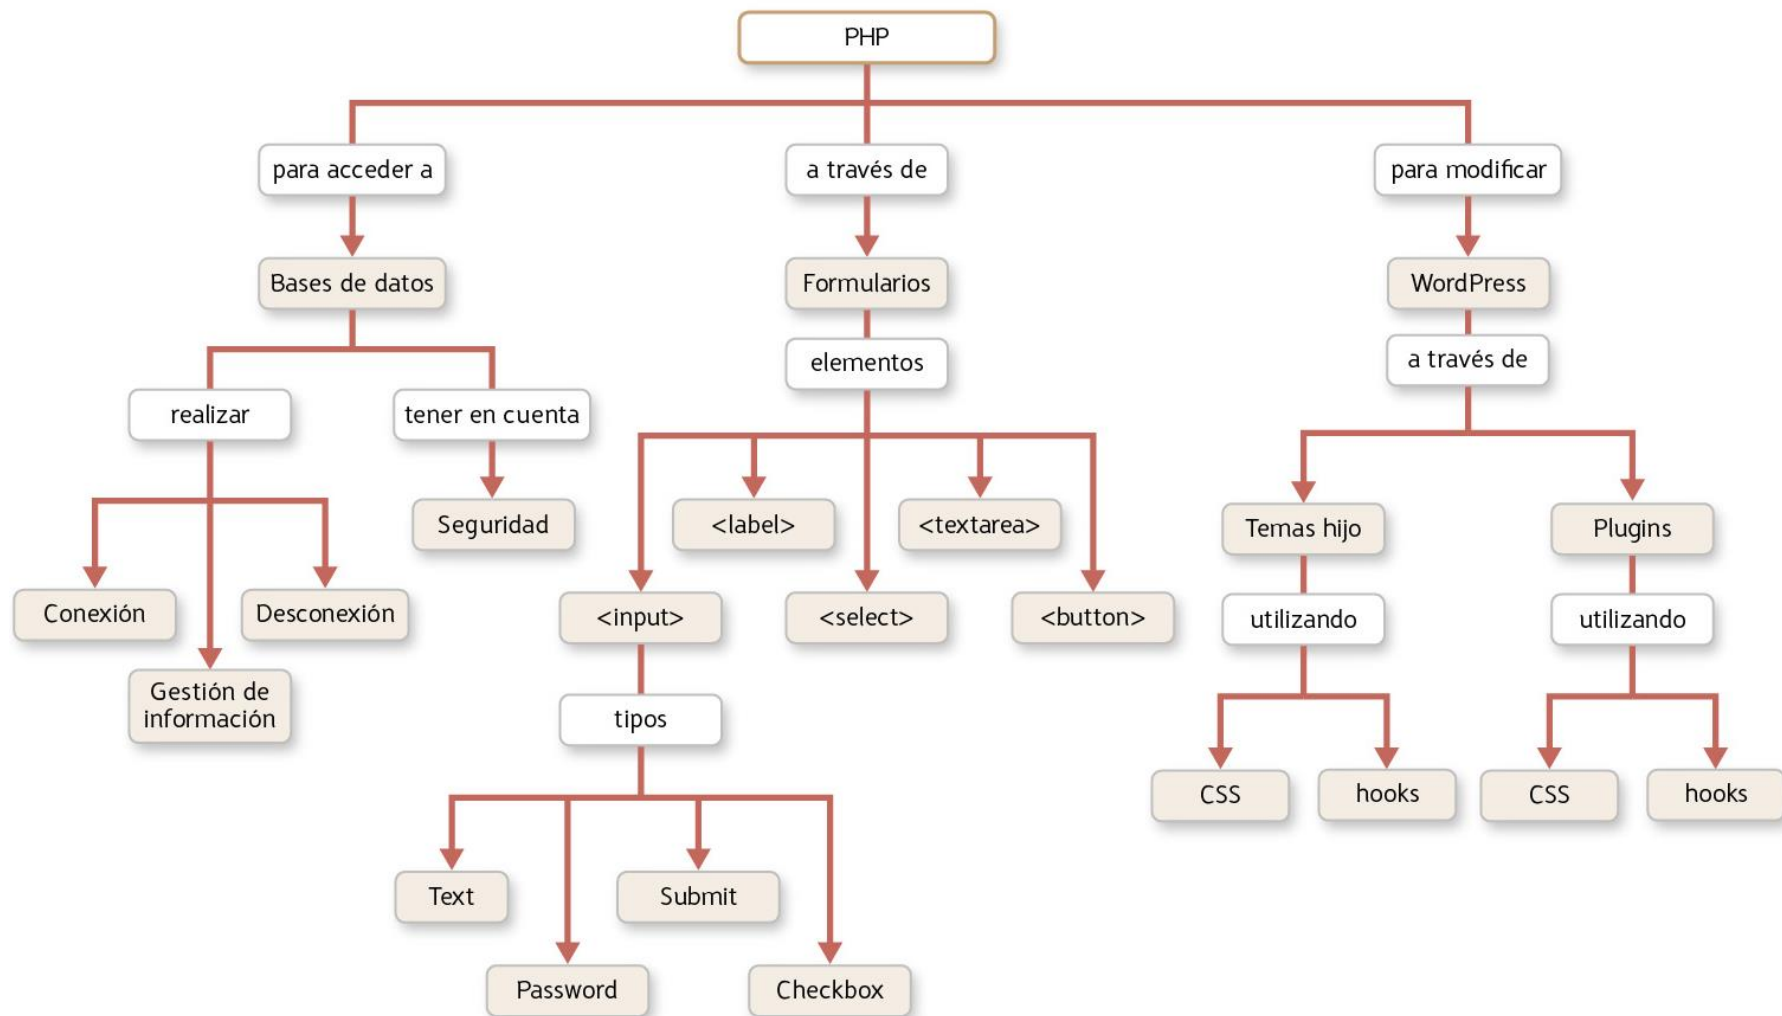 PHP
para acceder a
a través de
para modificar
Bases de datos
Formularios
WordPress
elementos
a través de
realizar
tener en cuenta
Seguridad
<label>
<textarea>
Temas hijo
Plugins
Conexión
Desconexión
<input>
<select>
<button>
utilizando
utilizando
Gestión de
información
tipos
CSS
hooks
CSS
hooks
Text
Submit
Password
Checkbox